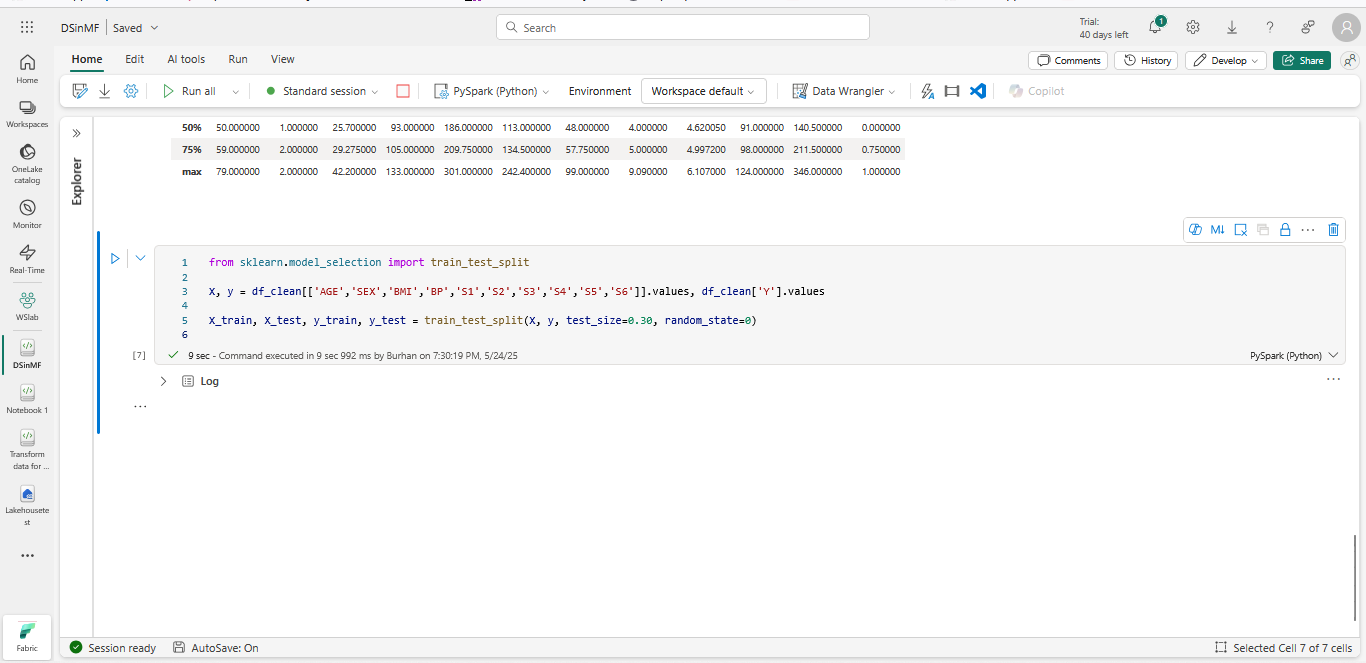 DSinMF Saved
Search
Trial:
40 days left
1
Home Edit AI tools Run View
Comments History Develop Share
Run all Standard session PySpark (Python) Environment Workspace default Data Wrangler Copilot
Home
Workspaces
OneLake
catalog
Monitor
Real-Time
WSlab
DSinMF
Notebook 1
Transform
data for ...
Lakehousete
st
Fabric
Explorer
50% 50.000000 1.000000 25.700000 93.000000 186.000000 113.000000 48.000000 4.000000 4.620050 91.000000 140.500000 0.000000
75% 59.000000 2.000000 29.275000 105.000000 209.750000 134.500000 57.750000 5.000000 4.997200 98.000000 211.500000 0.750000
max 79.000000 2.000000 42.200000 133.000000 301.000000 242.400000 99.000000 9.090000 6.107000 124.000000 346.000000 1.000000
M↓
1 from sklearn.model_selection import train_test_split
2
3 X, y = df_clean[['AGE','SEX','BMI','BP','S1','S2','S3','S4','S5','S6']].values, df_clean['Y'].values
4
5 X_train, X_test, y_train, y_test = train_test_split(X, y, test_size=0.30, random_state=0)
6
[7] 9 sec - Command executed in 9 sec 992 ms by Burhan on 7:30:19 PM, 5/24/25 PySpark (Python)
Log
Session ready AutoSave: On Selected Cell 7 of 7 cells